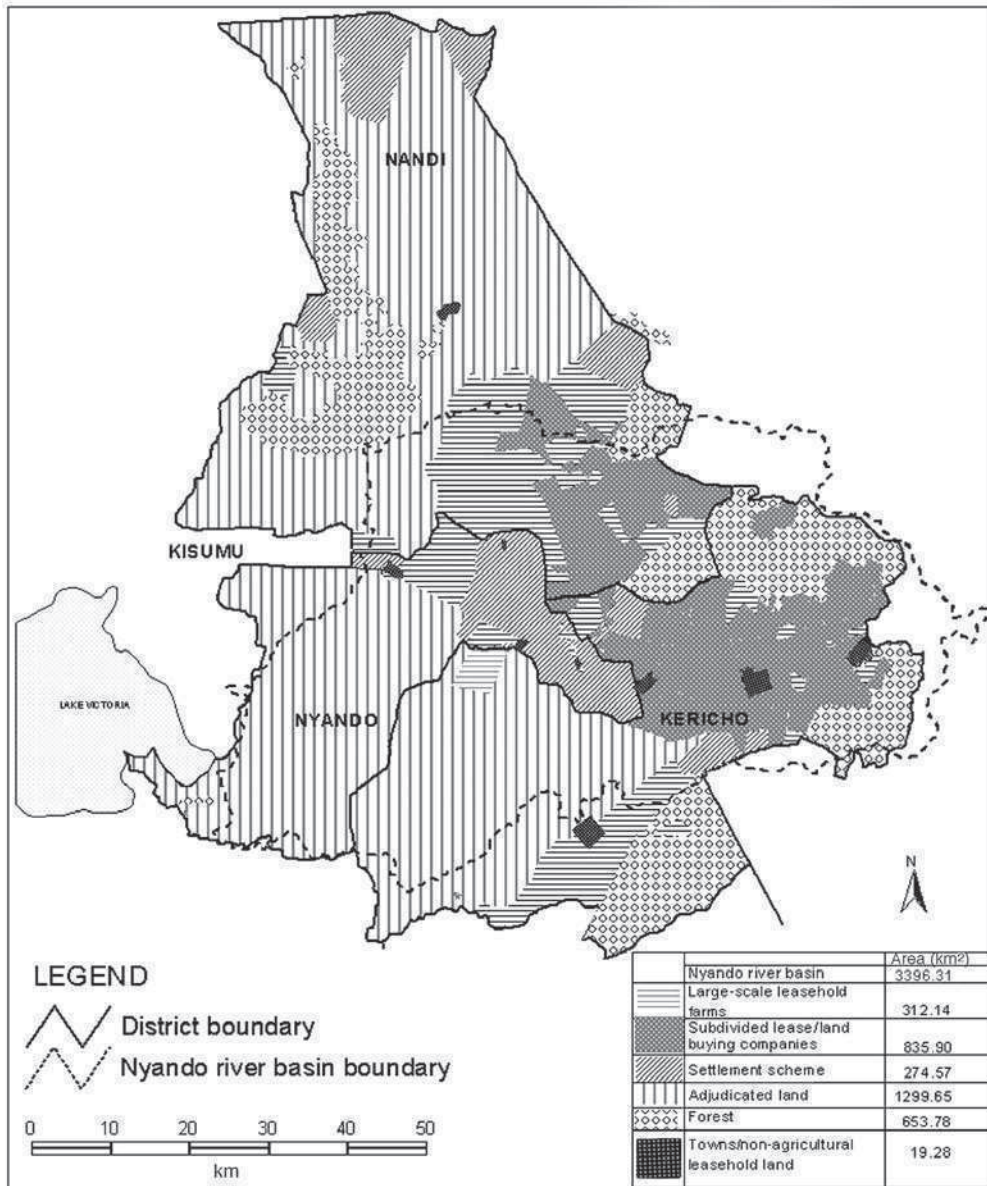 NANDI
KISUMU
LAKE VICTORIA
NYANDO
KERICHO
N
LEGEND
District boundary
Nyando river basin boundary
0 10 20 30 40 50
km
Area (km²)
Nyando river basin 3396.31
Large-scale leasehold
farms 312.14
Subdivided lease/land
buying companies 835.90
Settlement scheme 274.57
Adjudicated land 1299.65
Forest 653.78
Towns/non-agricultural
leasehold land 19.28